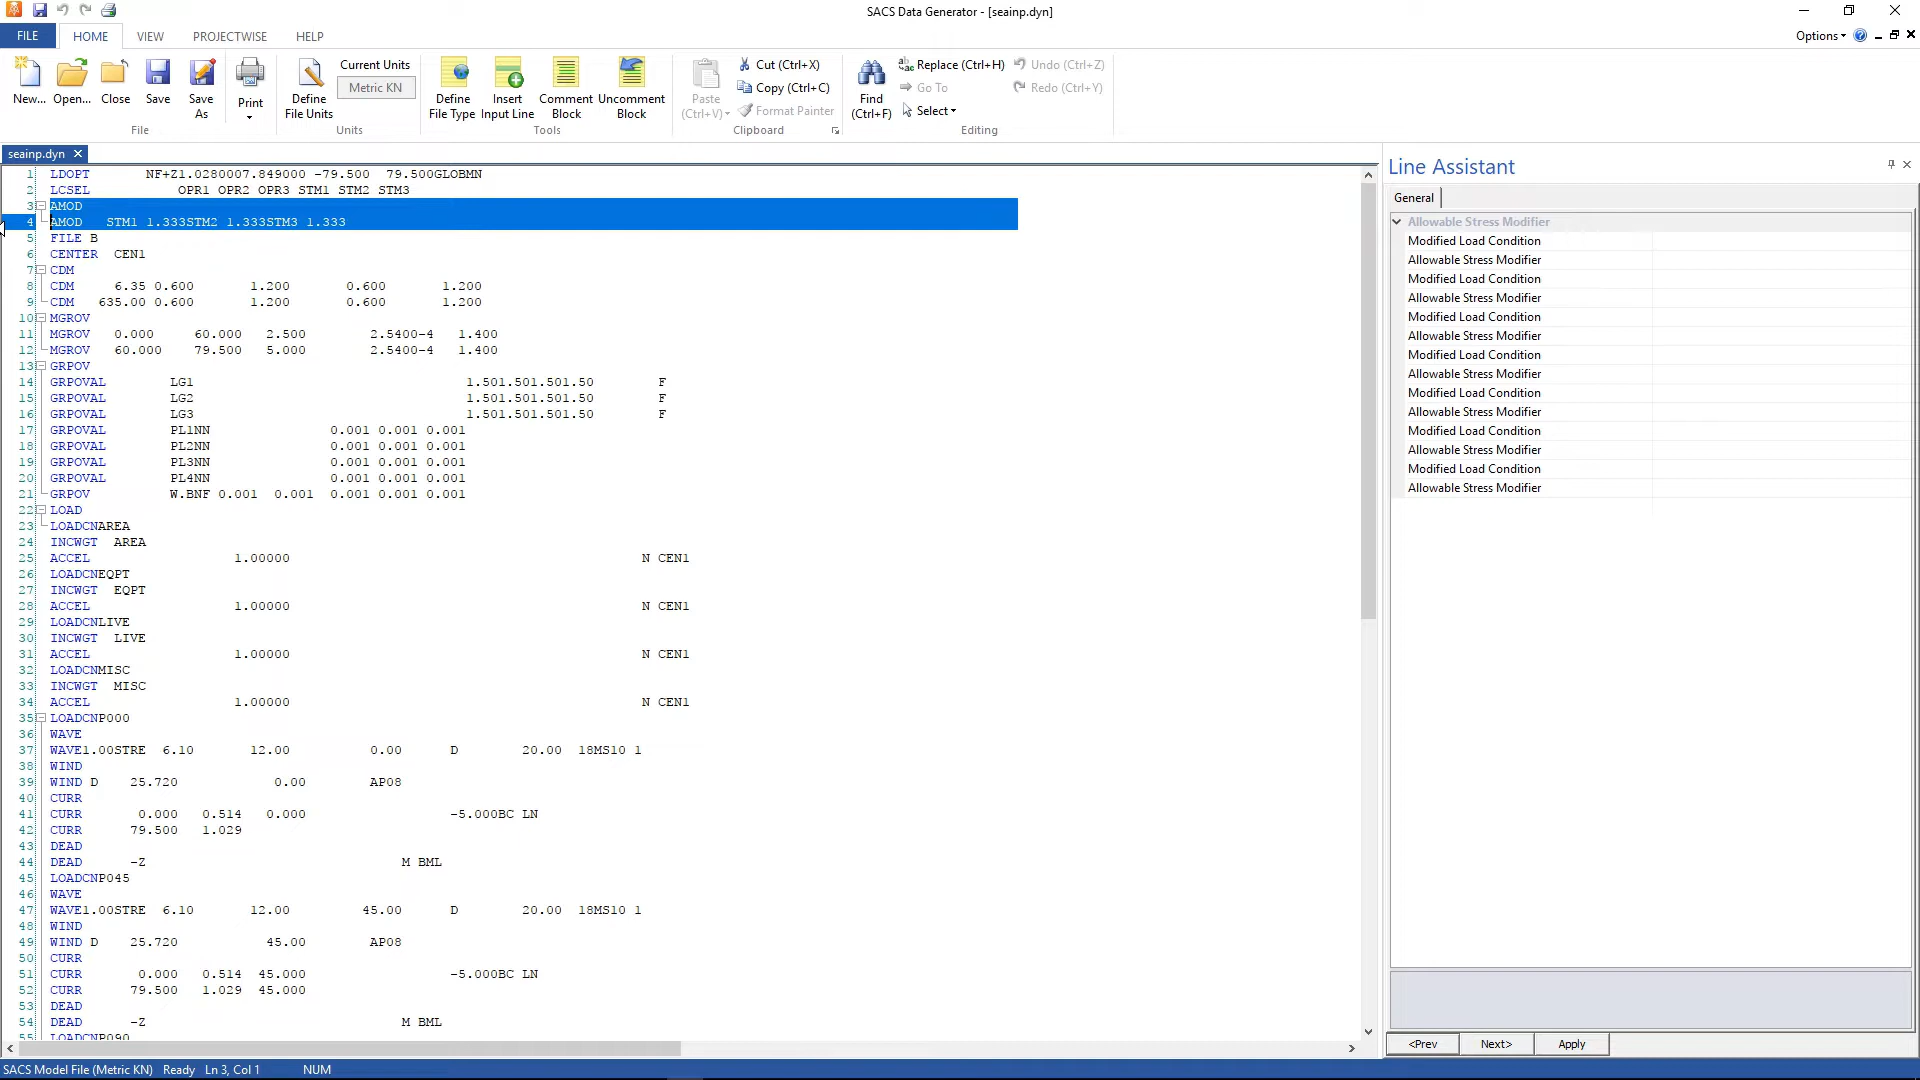 SACS Data Generator - [seainp.dyn]
FILE HOME VIEW PROJECTWISE HELP Options
New... Open... Close Save Save As Print
File
Define File Units
Current Units
Metric KN
Units
Define File Type Insert Input Line Comment Block Uncomment Block
Tools
Paste (Ctrl+V)
Cut (Ctrl+X)
Copy (Ctrl+C)
Format Painter
Clipboard
Find (Ctrl+F)
Replace (Ctrl+H)
Go To
Select
Undo (Ctrl+Z)
Redo (Ctrl+Y)
Editing
seainp.dyn
1 LDOPT NF+Z1.0280007.849000 -79.500 79.500GLOBMN
2 LCSEL OPR1 OPR2 OPR3 STM1 STM2 STM3
3 AMOD
4 AMOD STM1 1.333STM2 1.333STM3 1.333
5 FILE B
6 CENTER CEN1
7 CDM
8 CDM 6.35 0.600 1.200 0.600 1.200
9 CDM 635.00 0.600 1.200 0.600 1.200
10 MGROV
11 MGROV 0.000 60.000 2.500 2.5400-4 1.400
12 MGROV 60.000 79.500 5.000 2.5400-4 1.400
13 GRPOV
14 GRPOVAL LG1 1.501.501.501.50 F
15 GRPOVAL LG2 1.501.501.501.50 F
16 GRPOVAL LG3 1.501.501.501.50 F
17 GRPOVAL PL1NN 0.001 0.001 0.001
18 GRPOVAL PL2NN 0.001 0.001 0.001
19 GRPOVAL PL3NN 0.001 0.001 0.001
20 GRPOVAL PL4NN 0.001 0.001 0.001
21 GRPOV W.BNF 0.001 0.001 0.001 0.001 0.001
22 LOAD
23 LOADCNAREA
24 INCWGT AREA
25 ACCEL 1.00000 N CEN1
26 LOADCNEQPT
27 INCWGT EQPT
28 ACCEL 1.00000 N CEN1
29 LOADCNLIVE
30 INCWGT LIVE
31 ACCEL 1.00000 N CEN1
32 LOADCNMISC
33 INCWGT MISC
34 ACCEL 1.00000 N CEN1
35 LOADCNP000
36 WAVE
37 WAVE1.00STRE 6.10 12.00 0.00 D 20.00 18MS10 1
38 WIND
39 WIND D 25.720 0.00 AP08
40 CURR
41 CURR 0.000 0.514 0.000 -5.000BC LN
42 CURR 79.500 1.029
43 DEAD
44 DEAD -Z M BML
45 LOADCNP045
46 WAVE
47 WAVE1.00STRE 6.10 12.00 45.00 D 20.00 18MS10 1
48 WIND
49 WIND D 25.720 45.00 AP08
50 CURR
51 CURR 0.000 0.514 45.000 -5.000BC LN
52 CURR 79.500 1.029 45.000
53 DEAD
54 DEAD -Z M BML
55 LOADCNP090
Line Assistant
General
Allowable Stress Modifier
Modified Load Condition
Allowable Stress Modifier
Modified Load Condition
Allowable Stress Modifier
Modified Load Condition
Allowable Stress Modifier
Modified Load Condition
Allowable Stress Modifier
Modified Load Condition
Allowable Stress Modifier
Modified Load Condition
Allowable Stress Modifier
Modified Load Condition
Allowable Stress Modifier
<Prev Next> Apply
SACS Model File (Metric KN) Ready Ln 3, Col 1 NUM